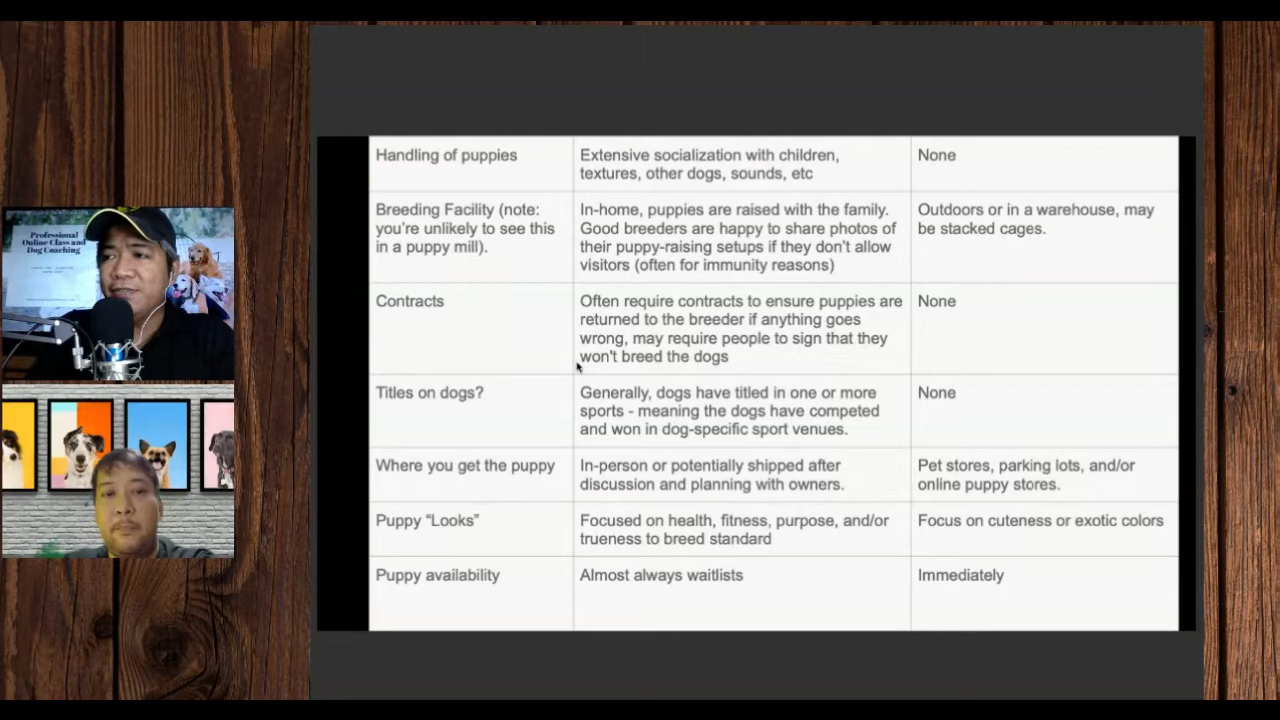 Professional
Online Class and
Dog Coaching
Handling of puppies
Extensive socialization with children,
textures, other dogs, sounds, etc
None
Breeding Facility (note:
you're unlikely to see this
in a puppy mill).
In-home, puppies are raised with the family.
Good breeders are happy to share photos of
their puppy-raising setups if they don't allow
visitors (often for immunity reasons)
Outdoors or in a warehouse, may
be stacked cages.
Contracts
Often require contracts to ensure puppies are
returned to the breeder if anything goes
wrong, may require people to sign that they
won't breed the dogs
None
Titles on dogs?
Generally, dogs have titled in one or more
sports - meaning the dogs have competed
and won in dog-specific sport venues.
None
Where you get the puppy
In-person or potentially shipped after
discussion and planning with owners.
Pet stores, parking lots, and/or
online puppy stores.
Puppy “Looks”
Focused on health, fitness, purpose, and/or
trueness to breed standard
Focus on cuteness or exotic colors
Puppy availability
Almost always waitlists
Immediately